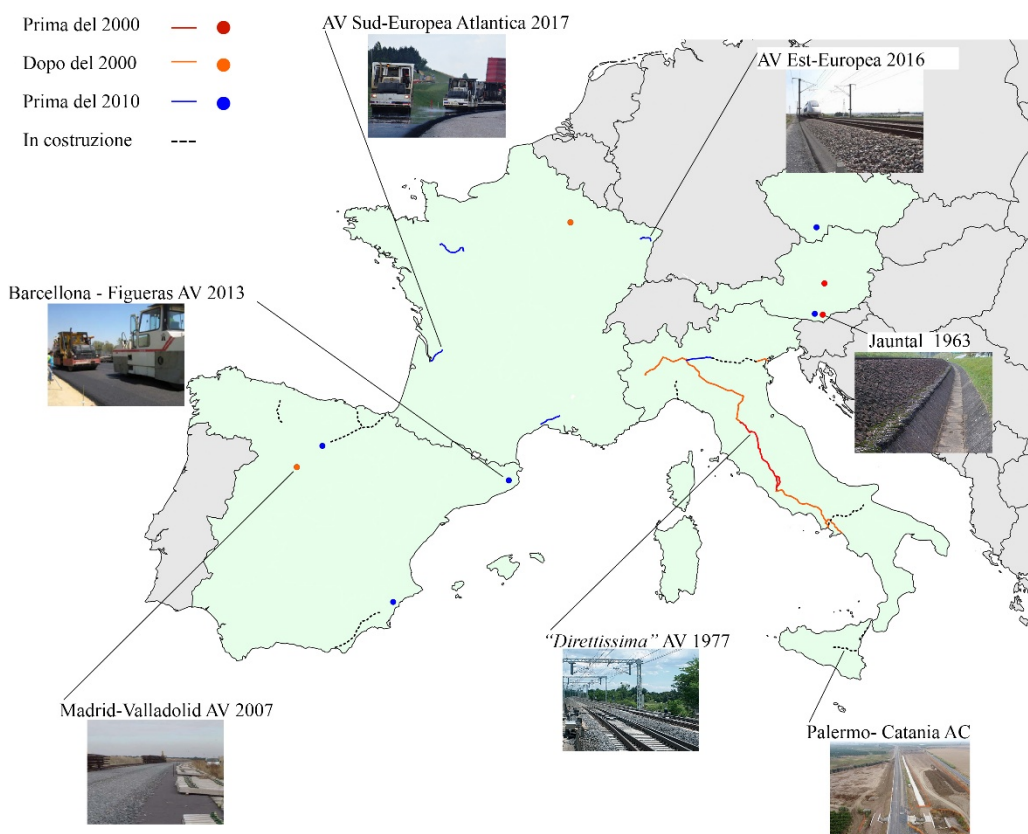 Prima del 2000
Dopo del 2000
Prima del 2010
In costruzione
AV Sud-Europea Atlantica 2017
AV Est-Europea 2016
Barcellona - Figueras AV 2013
Jauntal 1963
"Direttissima" AV 1977
Madrid-Valladolid AV 2007
Palermo- Catania AC